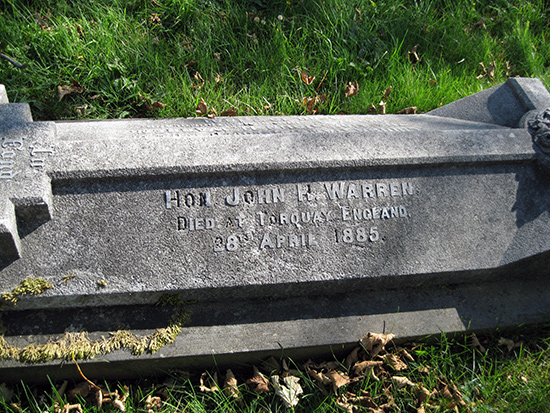 HON. JOHN H. WARREN
DIED AT TORQUAY ENGLAND.
28TH APRIL 1885.